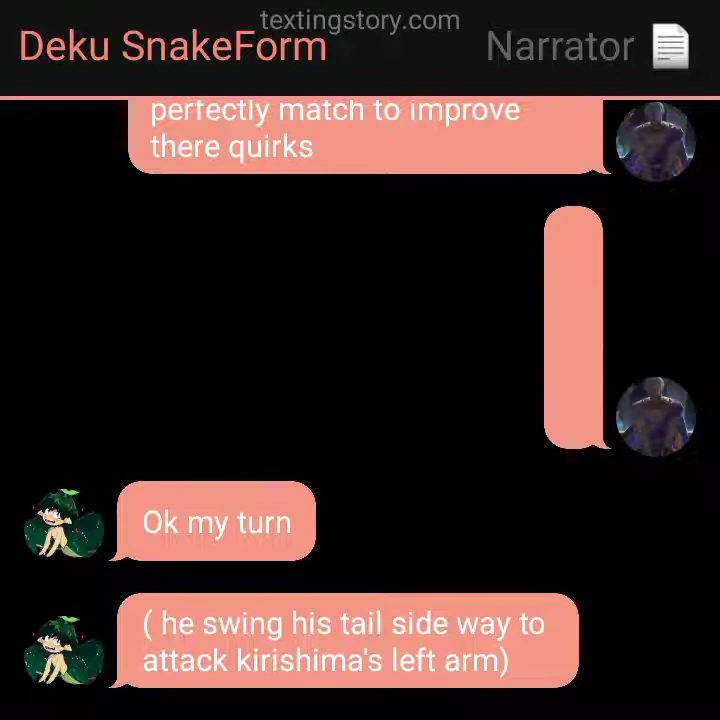 textingstory.com
Deku SnakeForm
Narrator
perfectly match to improve
there quirks
Ok my turn
( he swing his tail side way to
attack kirishima's left arm)